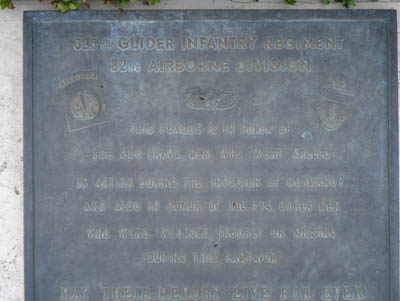 325TH GLIDER INFANTRY REGIMENT
82ND AIRBORNE DIVISION
AIRBORNE
THIS PLAQUE IS IN HONOR OF
THE BRAVE MEN WHO WERE KILLED
IN ACTION DURING THE INVASION OF NORMANDY
AND ALSO IN HONOR OF THE OTHER MEN
WHO WERE WOUNDED, INJURED OR MISSING
DURING THIS CAMPAIGN
MAY THEIR MEMORY LIVE FOR EVER